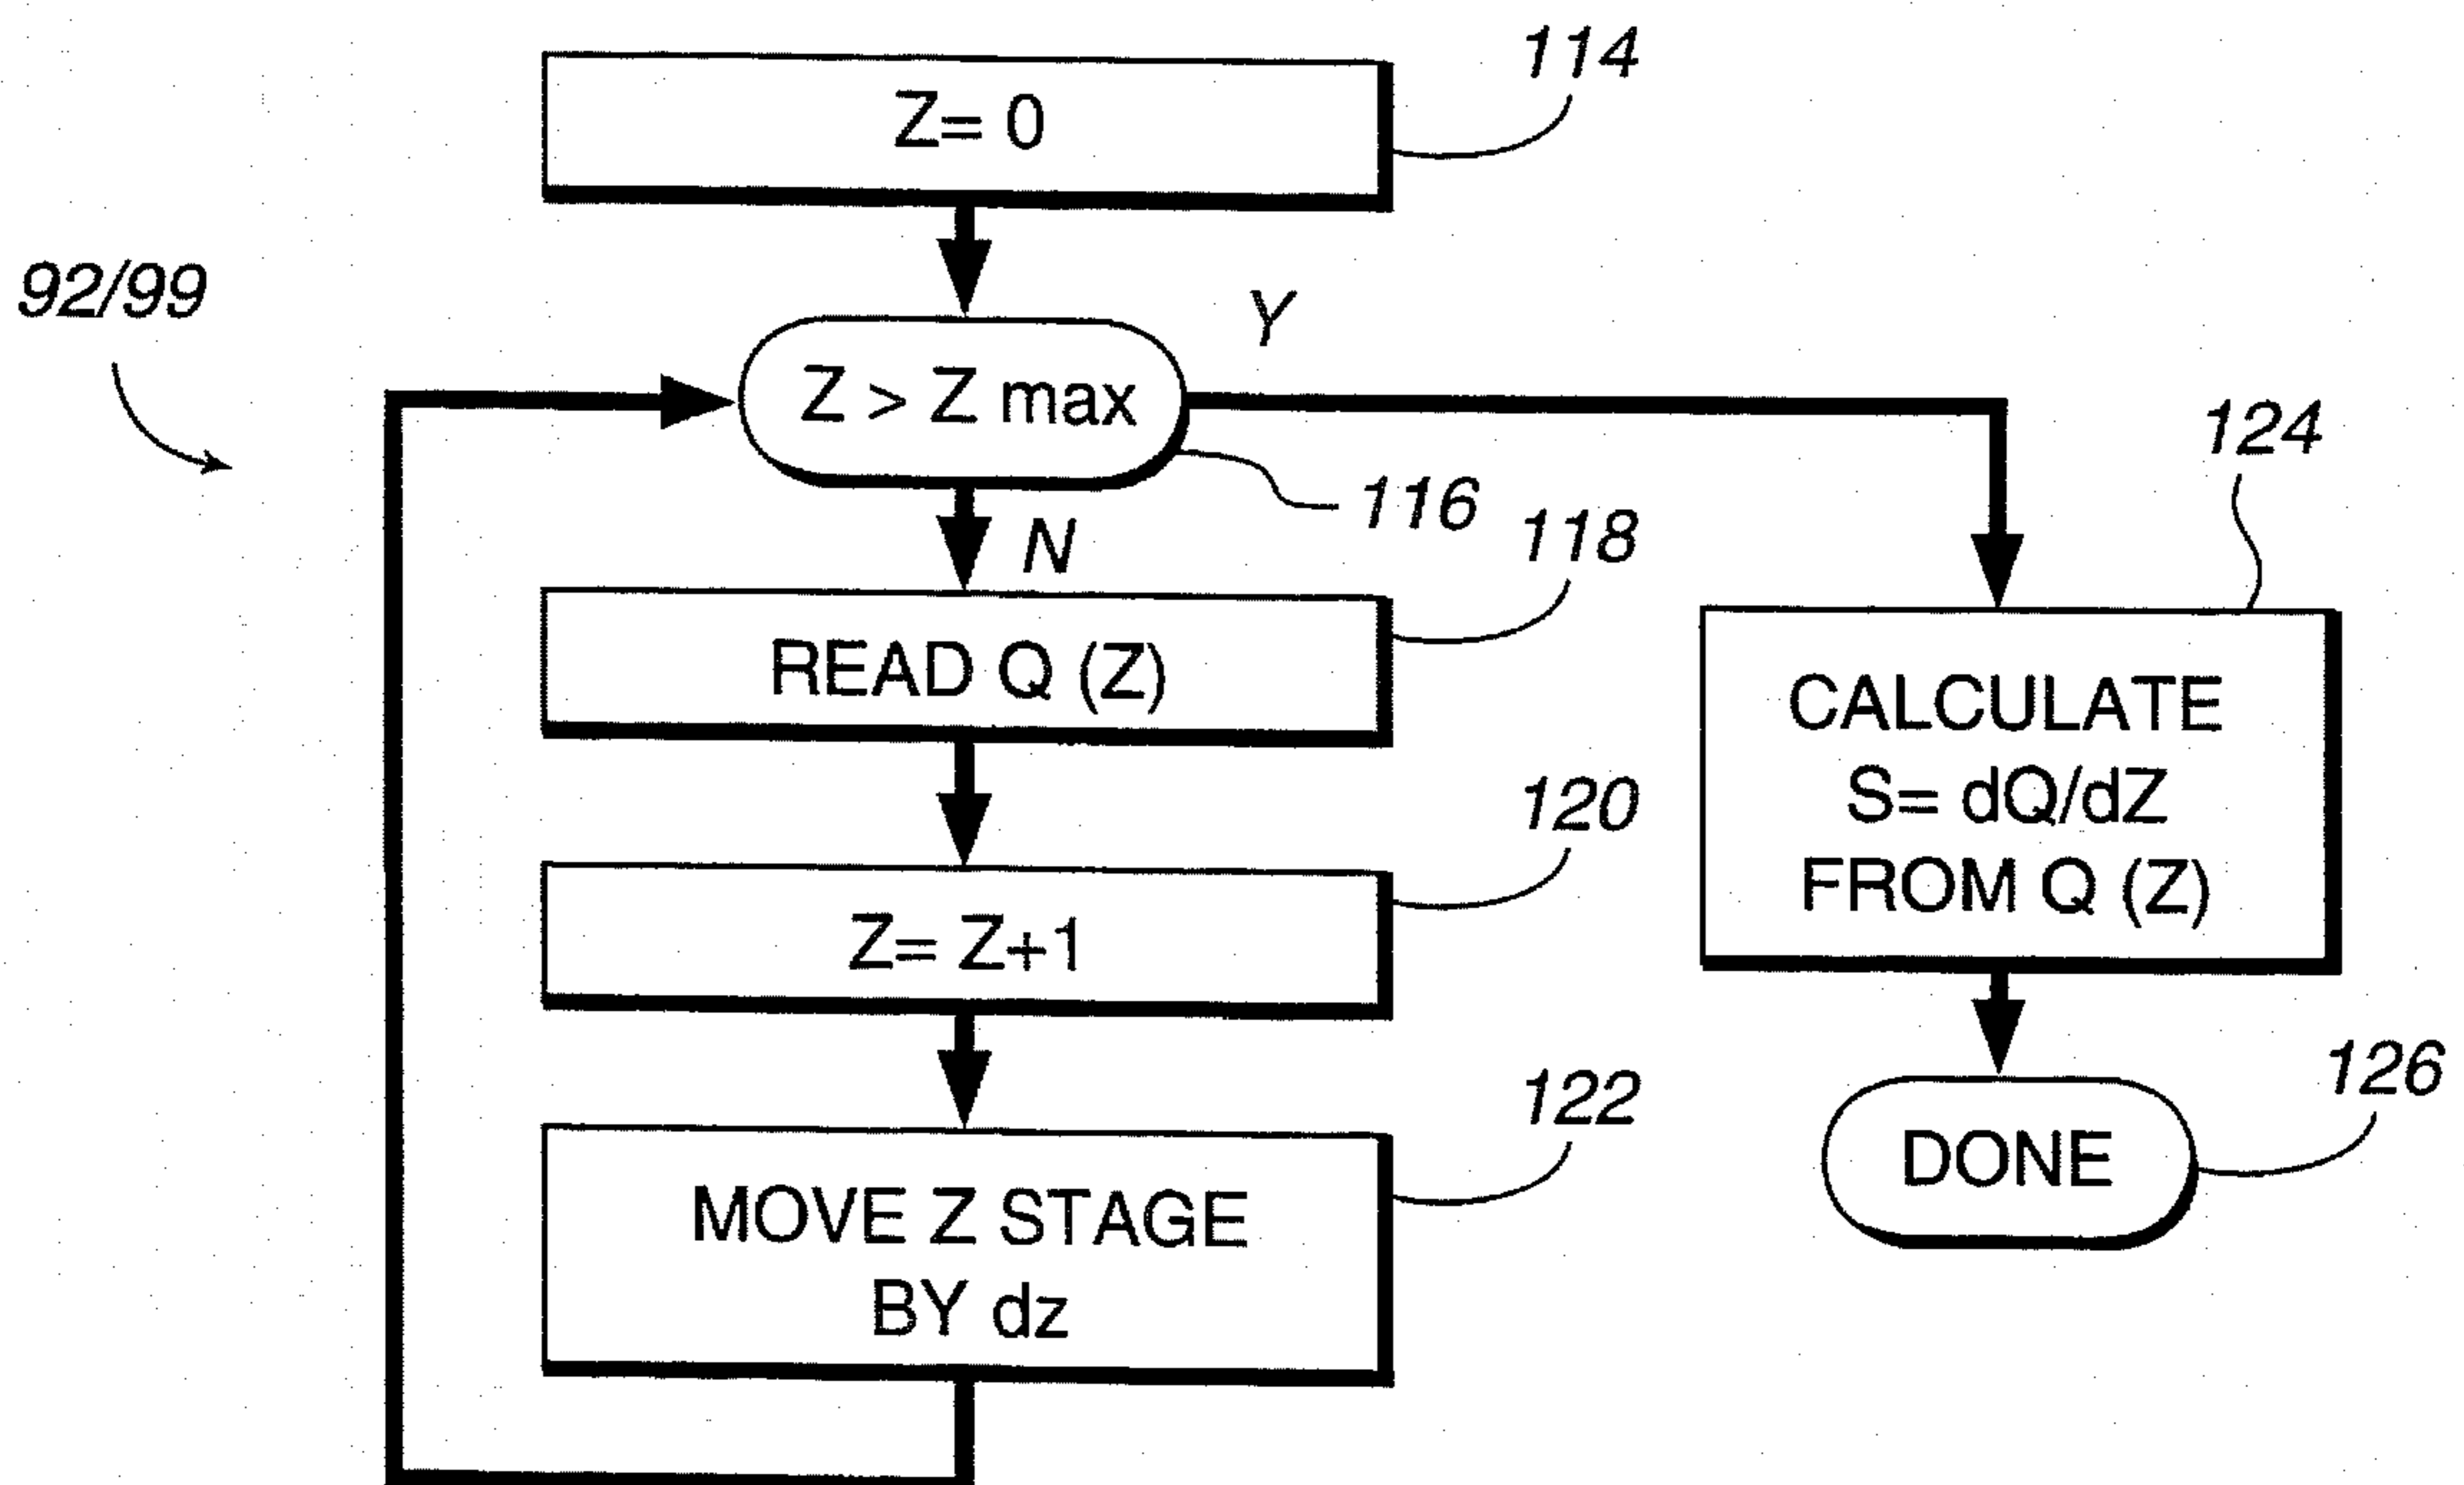 114
Z= 0
92/99
Y
Z > Z max
116
N
118
READ Q (Z)
120
Z= Z+1
122
MOVE Z STAGE
BY dz
124
CALCULATE
S= dQ/dZ
FROM Q (Z)
126
DONE